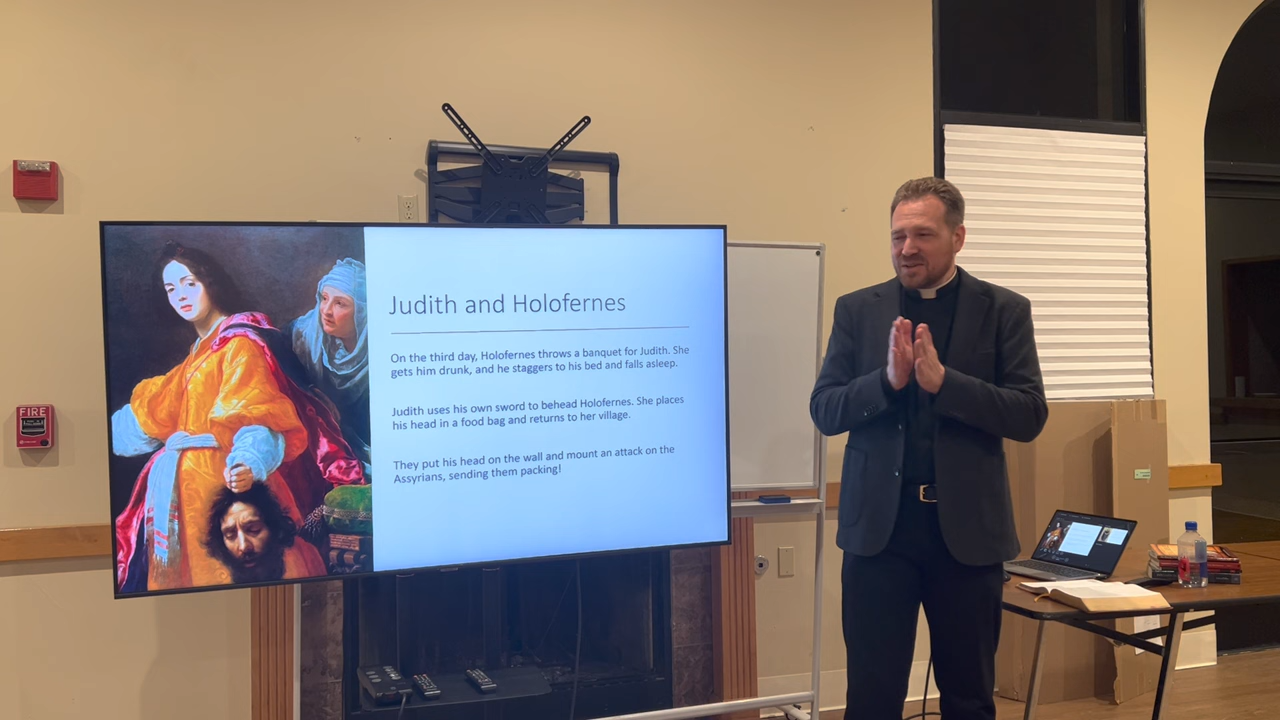 Judith and Holofernes
On the third day, Holofernes throws a banquet for Judith. She
gets him drunk, and he staggers to his bed and falls asleep.
Judith uses his own sword to behead Holofernes. She places
his head in a food bag and returns to her village.
They put his head on the wall and mount an attack on the
Assyrians, sending them packing!
FIRE